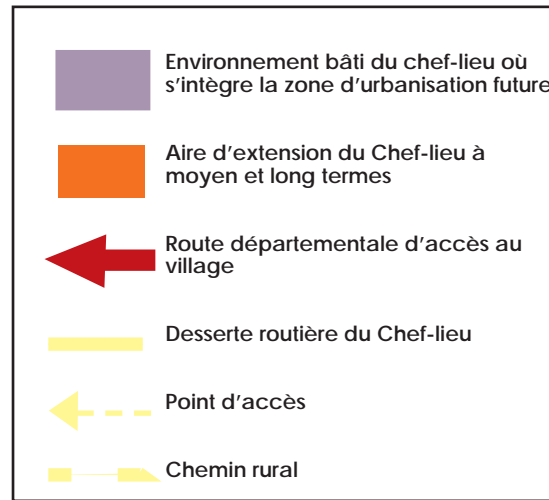 Environnement bâti du chef-lieu où
s'intègre la zone d'urbanisation future
Aire d'extension du Chef-lieu à
moyen et long termes
Route départementale d'accès au
village
Desserte routière du Chef-lieu
Point d'accès
Chemin rural